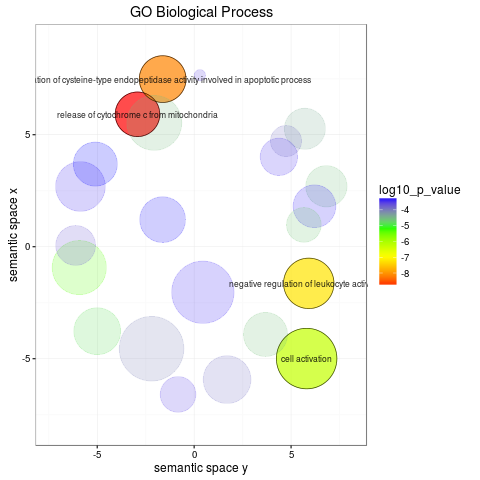 GO Biological Process
tion of cysteine-type endopeptidase activity involved in apoptotic process
release of cytochrome c from mitochondria
negative regulation of leukocyte activ
cell activation
semantic space x
5
0
-5
-5
0
5
semantic space y
log10_p_value
-4
-5
-6
-7
-8